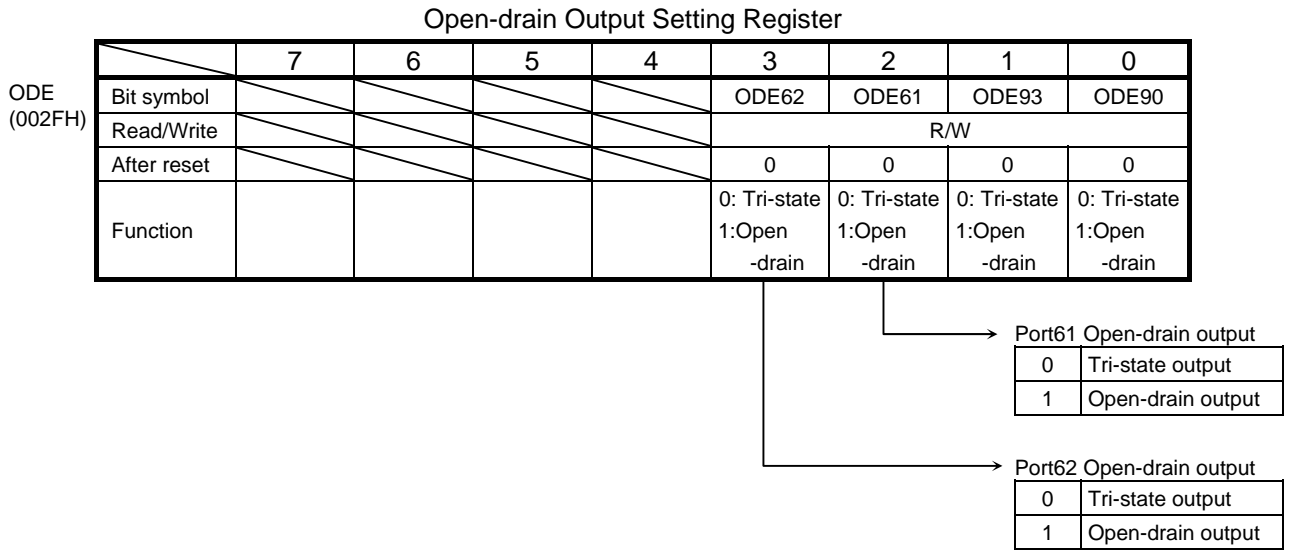 Open-drain Output Setting Register
7 6 5 4 3 2 1 0
ODE
(002FH)
Bit symbol ODE62 ODE61 ODE93 ODE90
Read/Write R/W
After reset 0 0 0 0
Function
0: Tri-state 0: Tri-state 0: Tri-state 0: Tri-state
1:Open 1:Open 1:Open 1:Open
-drain -drain -drain -drain
Port61 Open-drain output
0 Tri-state output
1 Open-drain output
Port62 Open-drain output
0 Tri-state output
1 Open-drain output